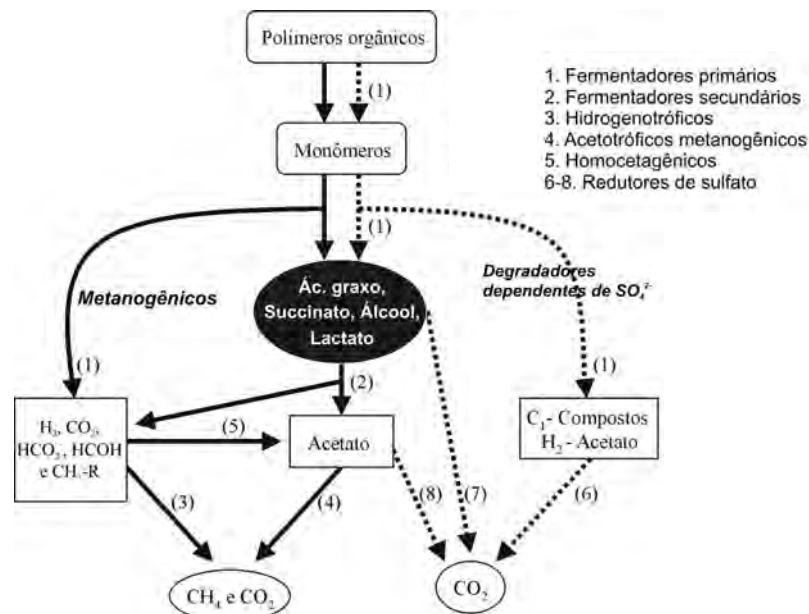 Polímeros orgânicos
(1)
Monômeros
(1)
Metanogênicos
Degradadores
dependentes de SO₄²⁻
Ác. graxo,
Succinato, Álcool,
Lactato
(1)
(1)
(2)
H₂, CO₂,
HCO₃⁻, HCOH
e CH₃-R
(5)
Acetato
C₁- Compostos
H₂ - Acetato
(3)
(4)
(8)
(7)
(6)
CH₄ e CO₂
CO₂
1. Fermentadores primários
2. Fermentadores secundários
3. Hidrogenotróficos
4. Acetotróficos metanogênicos
5. Homocetagênicos
6-8. Redutores de sulfato